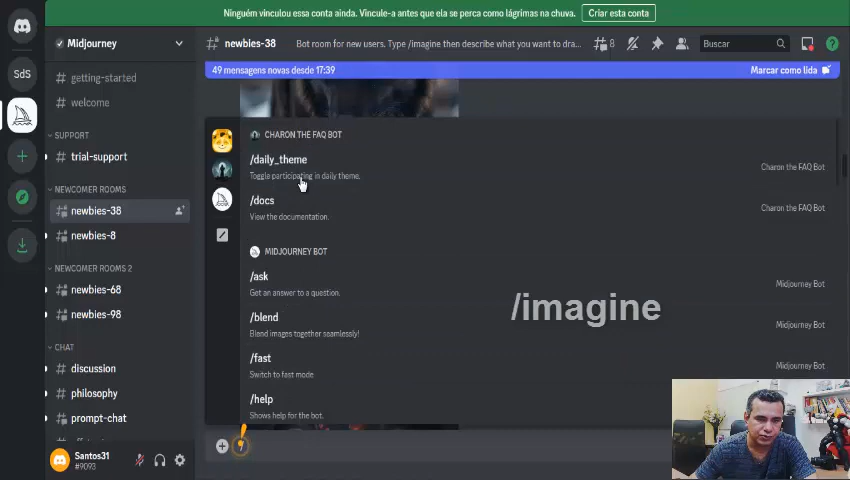 Ninguém vinculou essa conta ainda. Vincule-a antes que ela se perca como lágrimas na chuva.
Criar esta conta
Midjourney
newbies-38
Bot room for new users. Type /imagine then describe what you want to dra...
8
Buscar
SdS
49 mensagens novas desde 17:39
Marcar como lida
# getting-started
# welcome
SUPPORT
trial-support
NEWCOMER ROOMS
newbies-38
newbies-8
NEWCOMER ROOMS 2
newbies-68
newbies-98
CHAT
discussion
philosophy
prompt-chat
Santos31
#9093
CHARON THE FAQ BOT
/daily_theme
Toggle participating in daily theme.
Charon the FAQ Bot
/docs
View the documentation.
Charon the FAQ Bot
MIDJOURNEY BOT
/ask
Get an answer to a question.
Midjourney Bot
/blend
Blend images together seamlessly!
Midjourney Bot
/fast
Switch to fast mode
Midjourney Bot
/help
Shows help for the bot.
/imagine
/